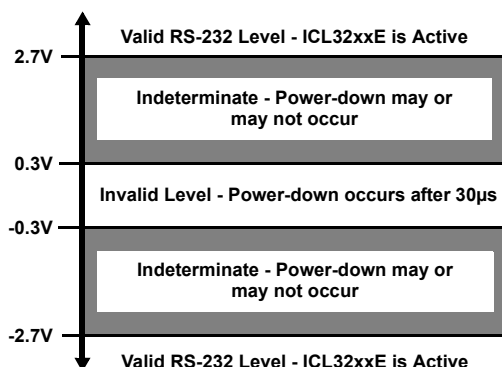 Valid RS-232 Level - ICL32xxE is Active
2.7V
Indeterminate - Power-down may or
may not occur
0.3V
Invalid Level - Power-down occurs after 30µs
-0.3V
Indeterminate - Power-down may or
may not occur
-2.7V
Valid RS-232 Level - ICL32xxE is Active